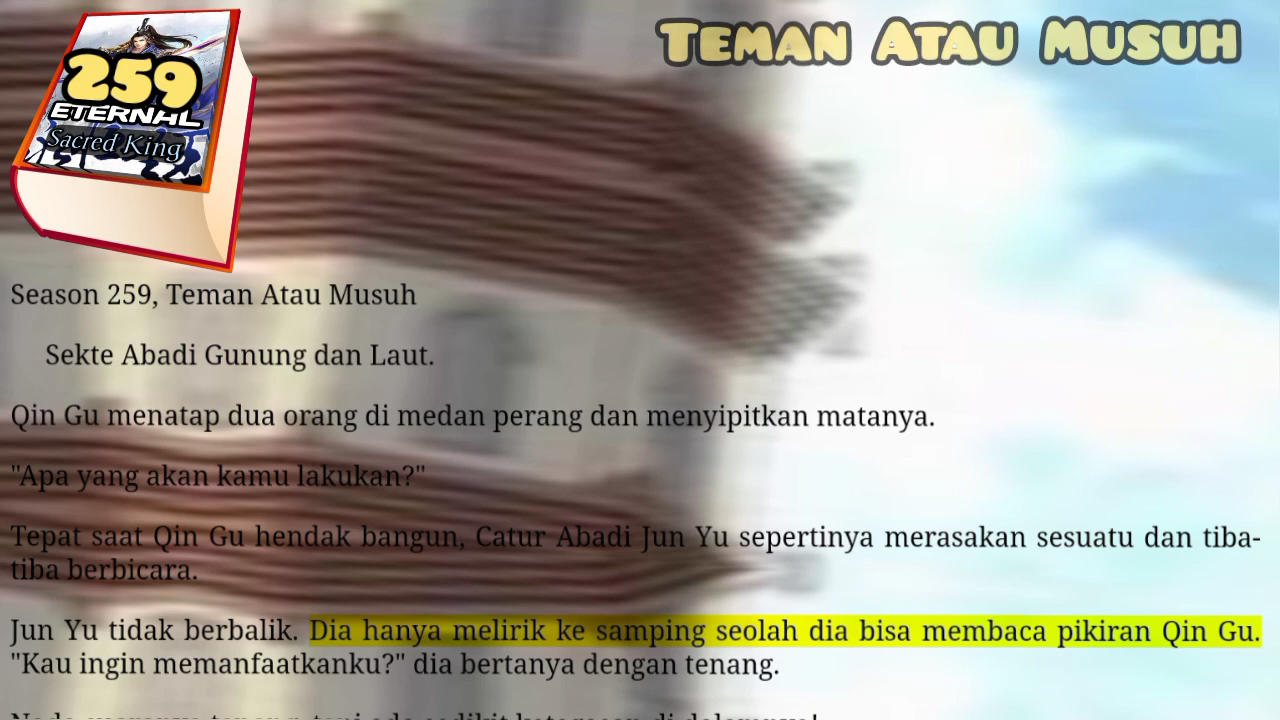 Teman Atau Musuh
259
ETERNAL
Sacred King
Season 259, Teman Atau Musuh
Sekte Abadi Gunung dan Laut.
Qin Gu menatap dua orang di medan perang dan menyipitkan matanya.
"Apa yang akan kamu lakukan?"
Tepat saat Qin Gu hendak bangun, Catur Abadi Jun Yu sepertinya merasakan sesuatu dan tiba-
tiba berbicara.
Jun Yu tidak berbalik. Dia hanya melirik ke samping seolah dia bisa membaca pikiran Qin Gu.
"Kau ingin memanfaatkanku?" dia bertanya dengan tenang.